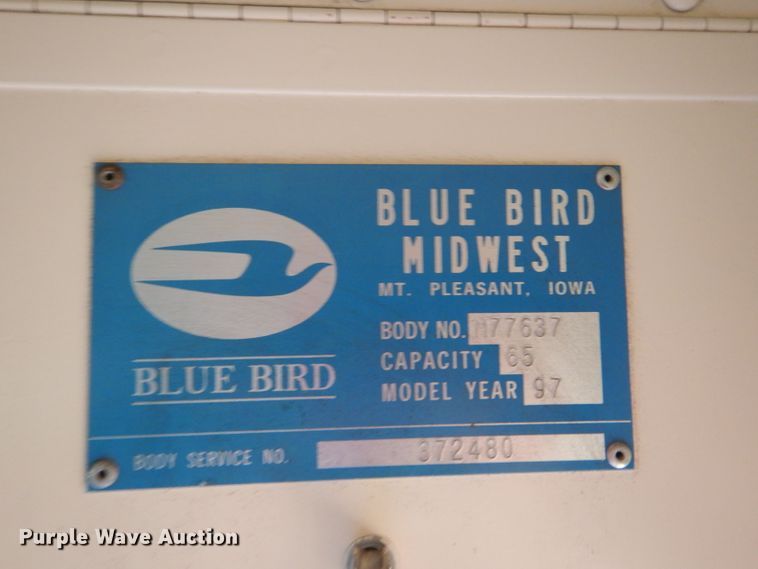 BLUE BIRD
BLUE BIRD
MIDWEST
MT. PLEASANT, IOWA
BODY NO. M77637
CAPACITY 65
MODEL YEAR 97
BODY SERVICE NO. 372480
Purple Wave Auction